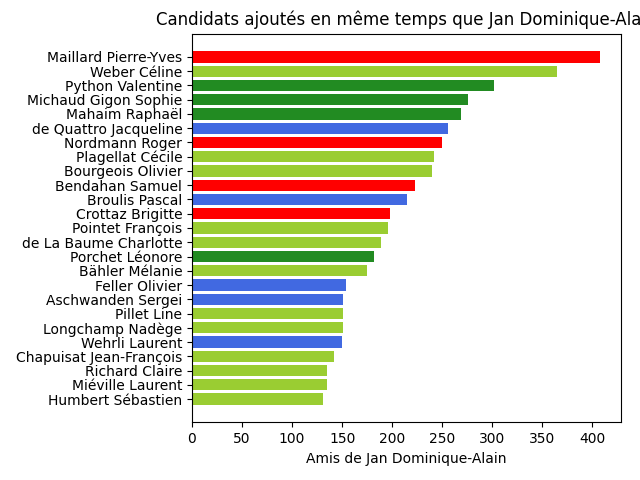 Candidats ajoutés en même temps que Jan Dominique-Ala
Maillard Pierre-Yves
Weber Céline
Python Valentine
Michaud Gigon Sophie
Mahaim Raphaël
de Quattro Jacqueline
Nordmann Roger
Plagellat Cécile
Bourgeois Olivier
Bendahan Samuel
Broulis Pascal
Crottaz Brigitte
Pointet François
de La Baume Charlotte
Porchet Léonore
Bähler Mélanie
Feller Olivier
Aschwanden Sergei
Pillet Line
Longchamp Nadège
Wehrli Laurent
Chapuisat Jean-François
Richard Claire
Miéville Laurent
Humbert Sébastien
0 50 100 150 200 250 300 350 400
Amis de Jan Dominique-Alain